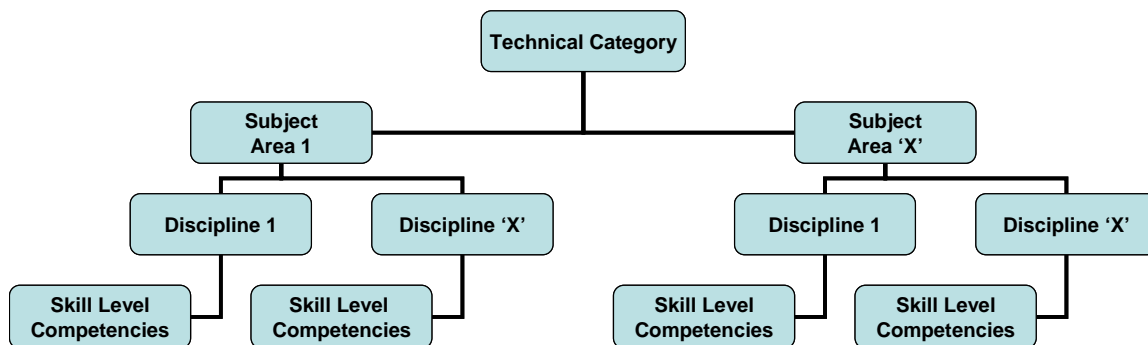 Technical Category
Subject
Area 1
Subject
Area ‘X’
Discipline 1
Discipline ‘X’
Discipline 1
Discipline ‘X’
Skill Level
Competencies
Skill Level
Competencies
Skill Level
Competencies
Skill Level
Competencies